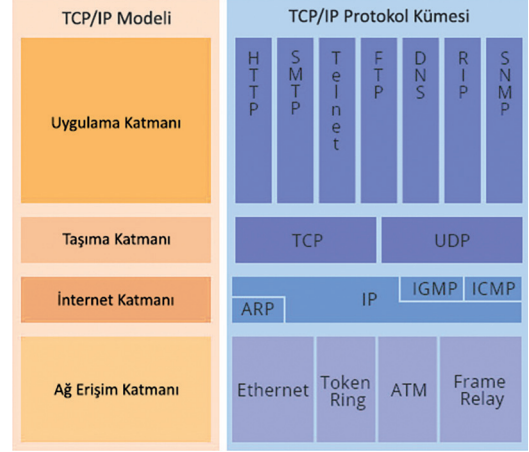 TCP/IP Modeli
Uygulama Katmanı
Taşıma Katmanı
İnternet Katmanı
Ağ Erişim Katmanı
TCP/IP Protokol Kümesi
HTTP
SMTP
Telnet
FTP
DNS
RIP
SNMP
TCP
UDP
ARP
IP
IGMP
ICMP
Ethernet
Token
Ring
ATM
Frame
Relay